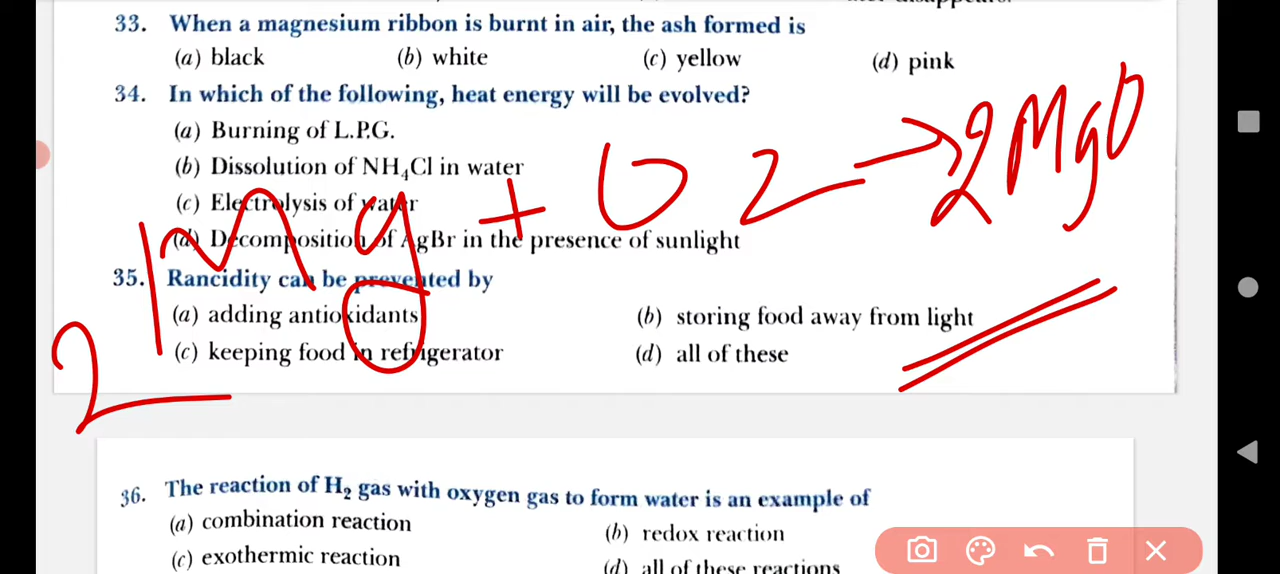 33. When a magnesium ribbon is burnt in air, the ash formed is
(a) black (b) white (c) yellow (d) pink
34. In which of the following, heat energy will be evolved?
(a) Burning of L.P.G.
(b) Dissolution of NH₄Cl in water
(c) Electrolysis of water
(d) Decomposition of AgBr in the presence of sunlight
2Mg + O2 → 2MgO
35. Rancidity can be prevented by
(a) adding antioxidants (b) storing food away from light
(c) keeping food in refrigerator (d) all of these
36. The reaction of H₂ gas with oxygen gas to form water is an example of
(a) combination reaction (b) redox reaction
(c) exothermic reaction (d) all of these reactions